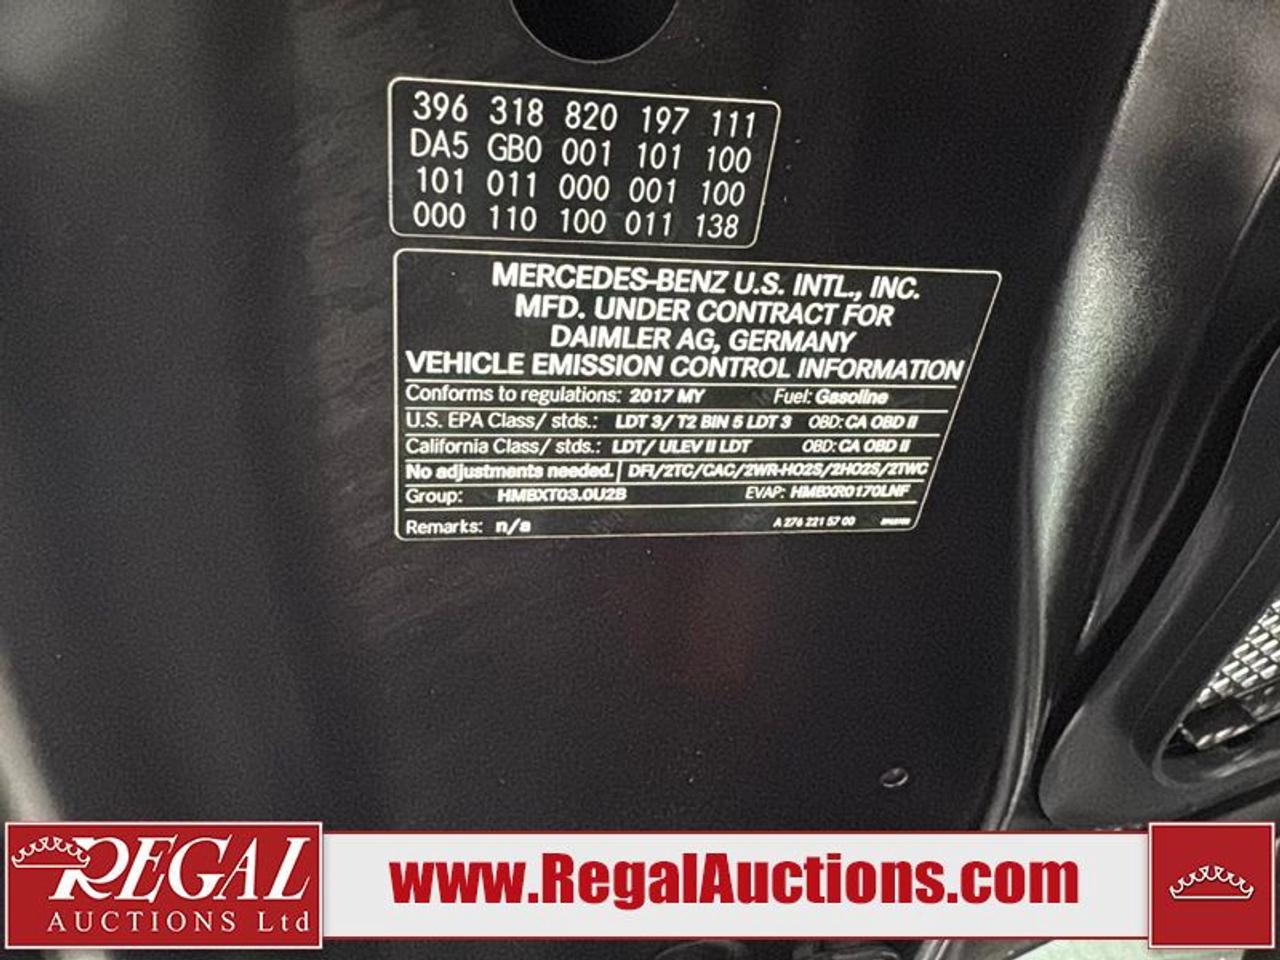 396 318 820 197 111
DA5 GB0 001 101 100
101 011 000 001 100
000 110 100 011 138
MERCEDES-BENZ U.S. INTL., INC.
MFD. UNDER CONTRACT FOR
DAIMLER AG, GERMANY
VEHICLE EMISSION CONTROL INFORMATION
Conforms to regulations: 2017 MY Fuel: Gasoline
U.S. EPA Class/ stds.: LDT 3/ T2 BIN 5 LDT 3 OBD: CA OBD II
California Class/ stds.: LDT/ ULEV II LDT OBD: CA OBD II
No adjustments needed. DFI/2TC/CAC/2WR-HO2S/2HO2S/2TWC
Group: HMBXT03.0U2B EVAP: HMBXR0170LNF
Remarks: n/a A 276 221 57 00
REGAL
AUCTIONS Ltd
www.RegalAuctions.com